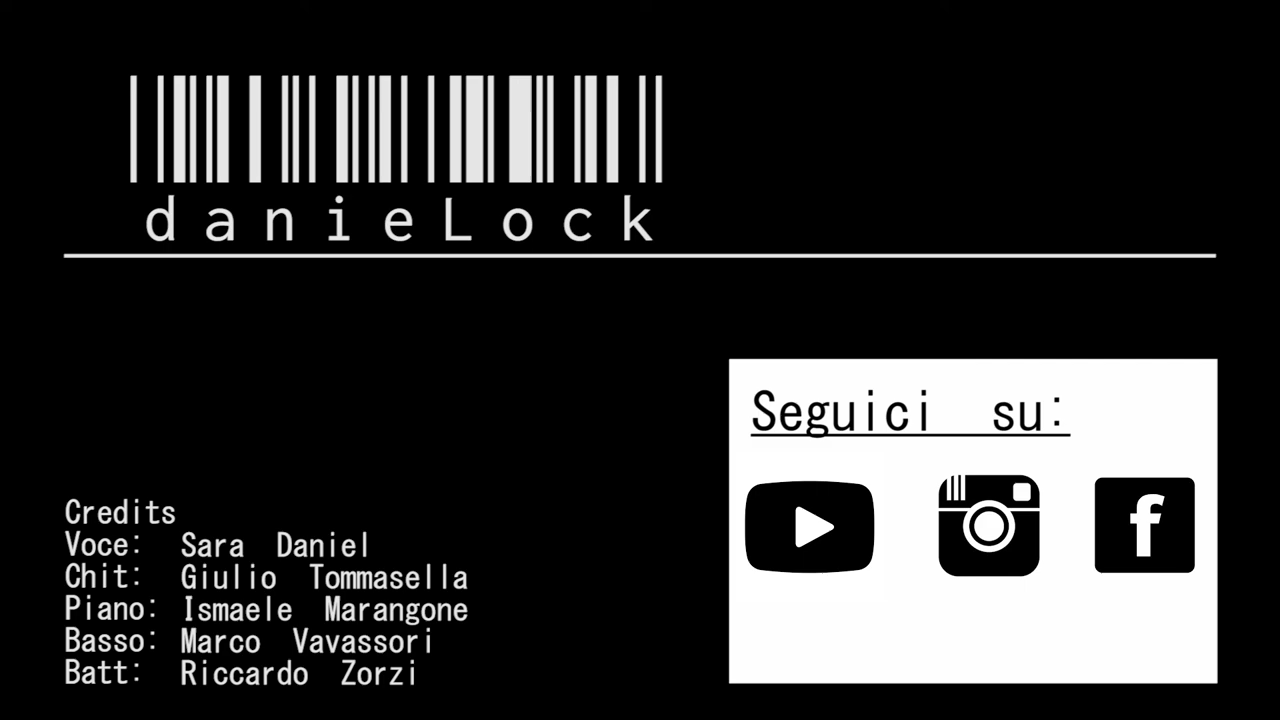 danieLock
Seguici su:
Credits
Voce: Sara Daniel
Chit: Giulio Tommasella
Piano: Ismaele Marangone
Basso: Marco Vavassori
Batt: Riccardo Zorzi